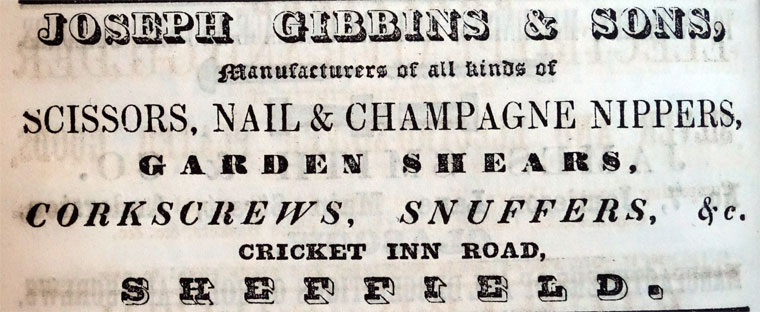 JOSEPH GIBBINS & SONS,
Manufacturers of all kinds of
SCISSORS, NAIL & CHAMPAGNE NIPPERS,
GARDEN SHEARS,
CORKSCREWS, SNUFFERS, &c.
CRICKET INN ROAD,
SHEFFIELD.